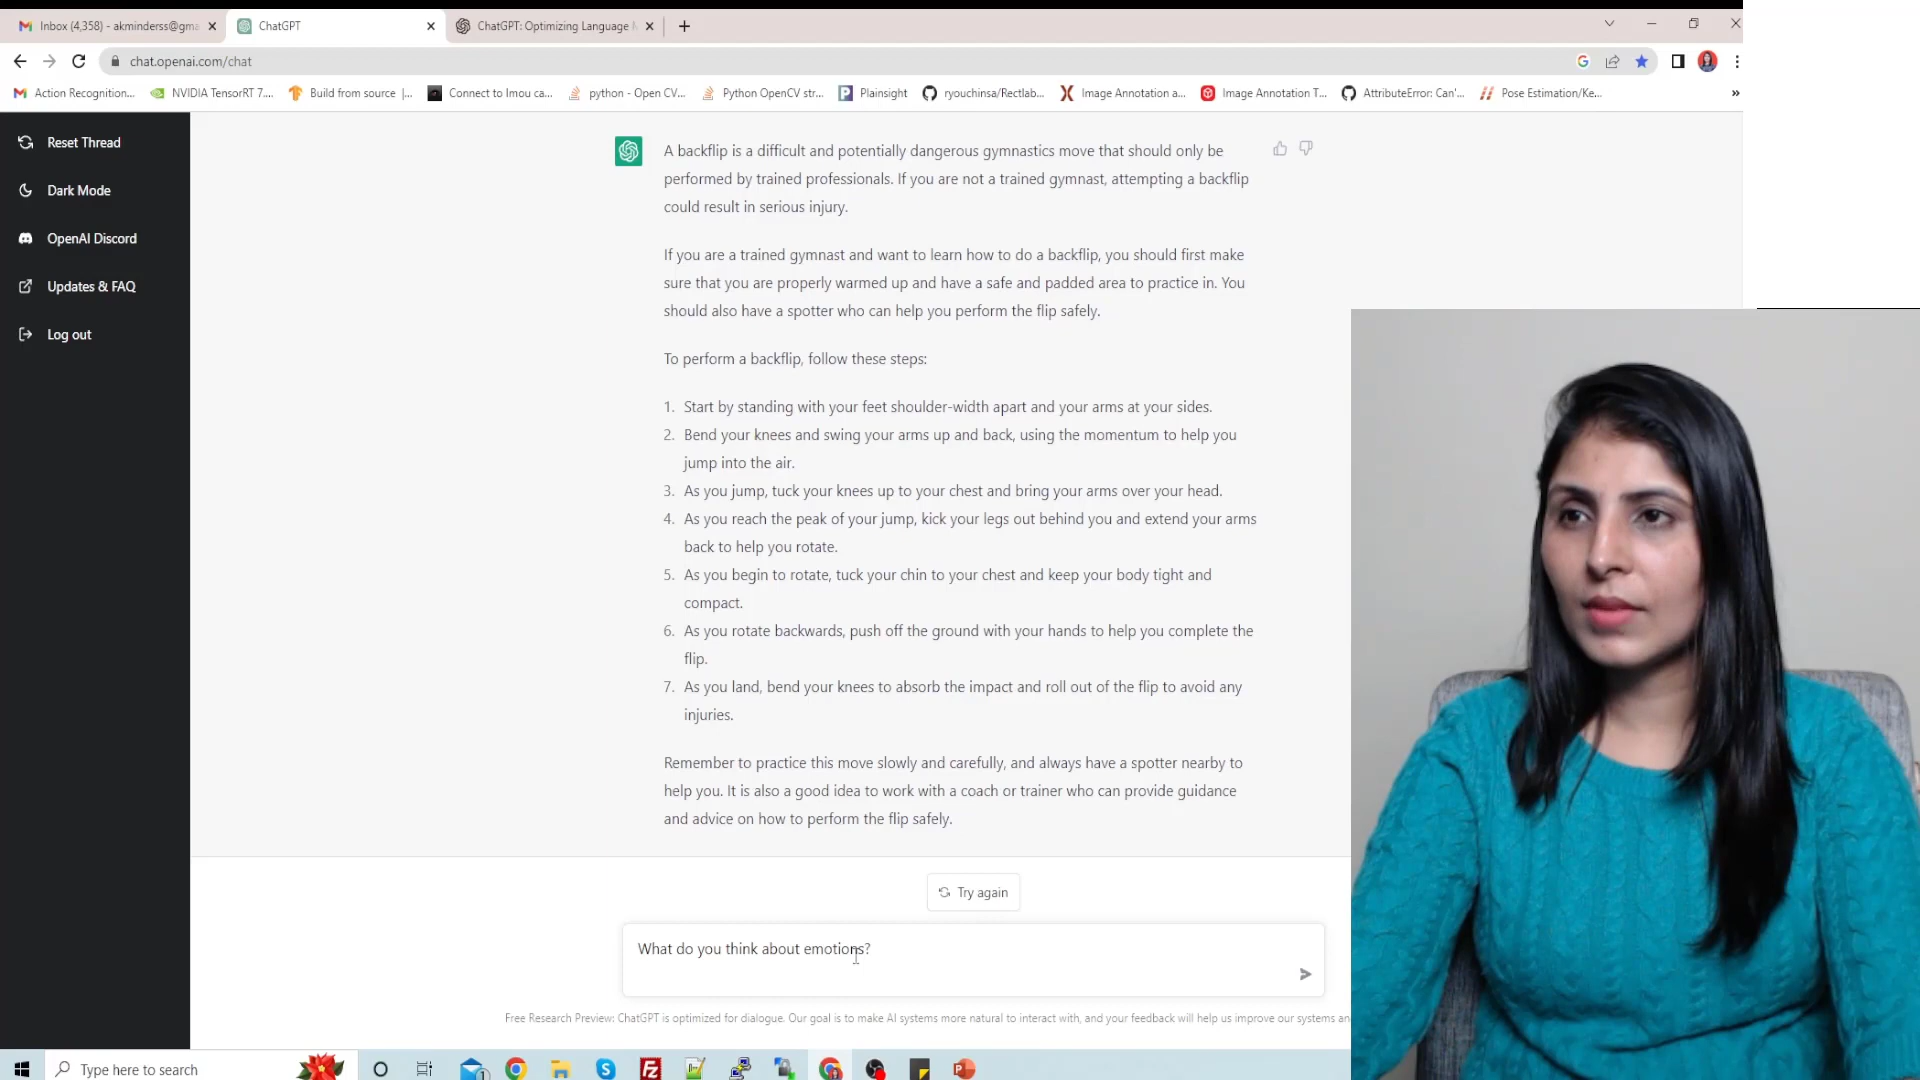 Inbox (4,358) - akminderss@gma
ChatGPT
ChatGPT: Optimizing Language
chat.openai.com/chat
Action Recognition...
NVIDIA TensorRT 7....
Build from source |...
Connect to Imou ca...
python - Open CV...
Python OpenCV str...
Plainsight
ryouchinsa/Rectlab...
Image Annotation a...
Image Annotation T...
AttributeError: Can'...
Pose Estimation/Ke...
»
Reset Thread
Dark Mode
OpenAI Discord
Updates & FAQ
Log out
A backflip is a difficult and potentially dangerous gymnastics move that should only be
performed by trained professionals. If you are not a trained gymnast, attempting a backflip
could result in serious injury.
If you are a trained gymnast and want to learn how to do a backflip, you should first make
sure that you are properly warmed up and have a safe and padded area to practice in. You
should also have a spotter who can help you perform the flip safely.
To perform a backflip, follow these steps:
1. Start by standing with your feet shoulder-width apart and your arms at your sides.
2. Bend your knees and swing your arms up and back, using the momentum to help you
jump into the air.
3. As you jump, tuck your knees up to your chest and bring your arms over your head.
4. As you reach the peak of your jump, kick your legs out behind you and extend your arms
back to help you rotate.
5. As you begin to rotate, tuck your chin to your chest and keep your body tight and
compact.
6. As you rotate backwards, push off the ground with your hands to help you complete the
flip.
7. As you land, bend your knees to absorb the impact and roll out of the flip to avoid any
injuries.
Remember to practice this move slowly and carefully, and always have a spotter nearby to
help you. It is also a good idea to work with a coach or trainer who can provide guidance
and advice on how to perform the flip safely.
Try again
What do you think about emotions?
Free Research Preview: ChatGPT is optimized for dialogue. Our goal is to make AI systems more natural to interact with, and your feedback will help us improve our systems an
Type here to search